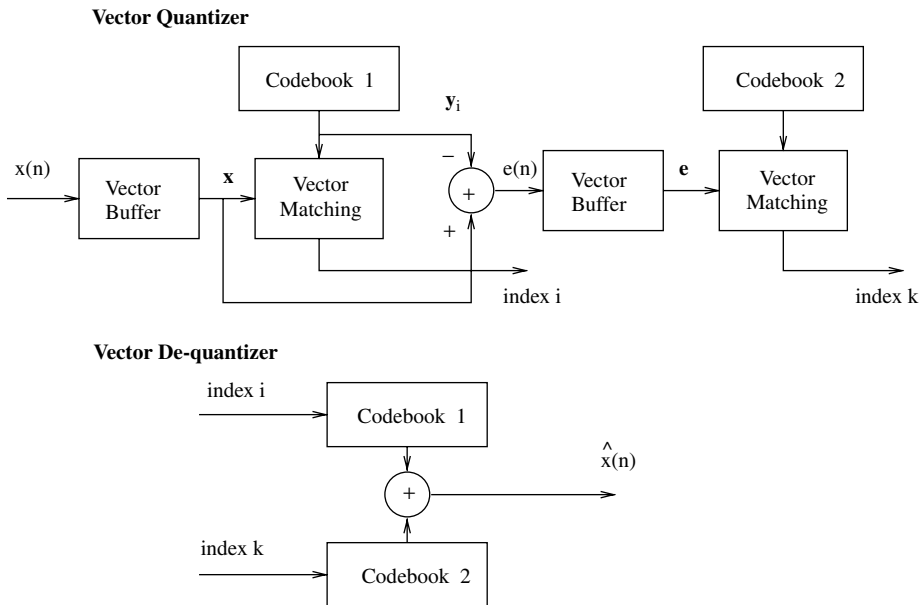 Vector Quantizer
Codebook 1
Codebook 2
y_i
x(n)
Vector
Buffer
x
Vector
Matching
−
+
+
e(n)
Vector
Buffer
e
Vector
Matching
index i
index k
Vector De-quantizer
index i
Codebook 1
+
x̂(n)
index k
Codebook 2